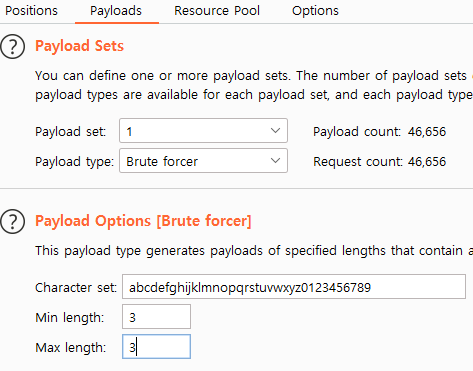 Positions Payloads Resource Pool Options
? Payload Sets
You can define one or more payload sets. The number of payload sets
payload types are available for each payload set, and each payload type
Payload set: 1 Payload count: 46,656
Payload type: Brute forcer Request count: 46,656
? Payload Options [Brute forcer]
This payload type generates payloads of specified lengths that contain a
Character set: abcdefghijklmnopqrstuvwxyz0123456789
Min length: 3
Max length: 3